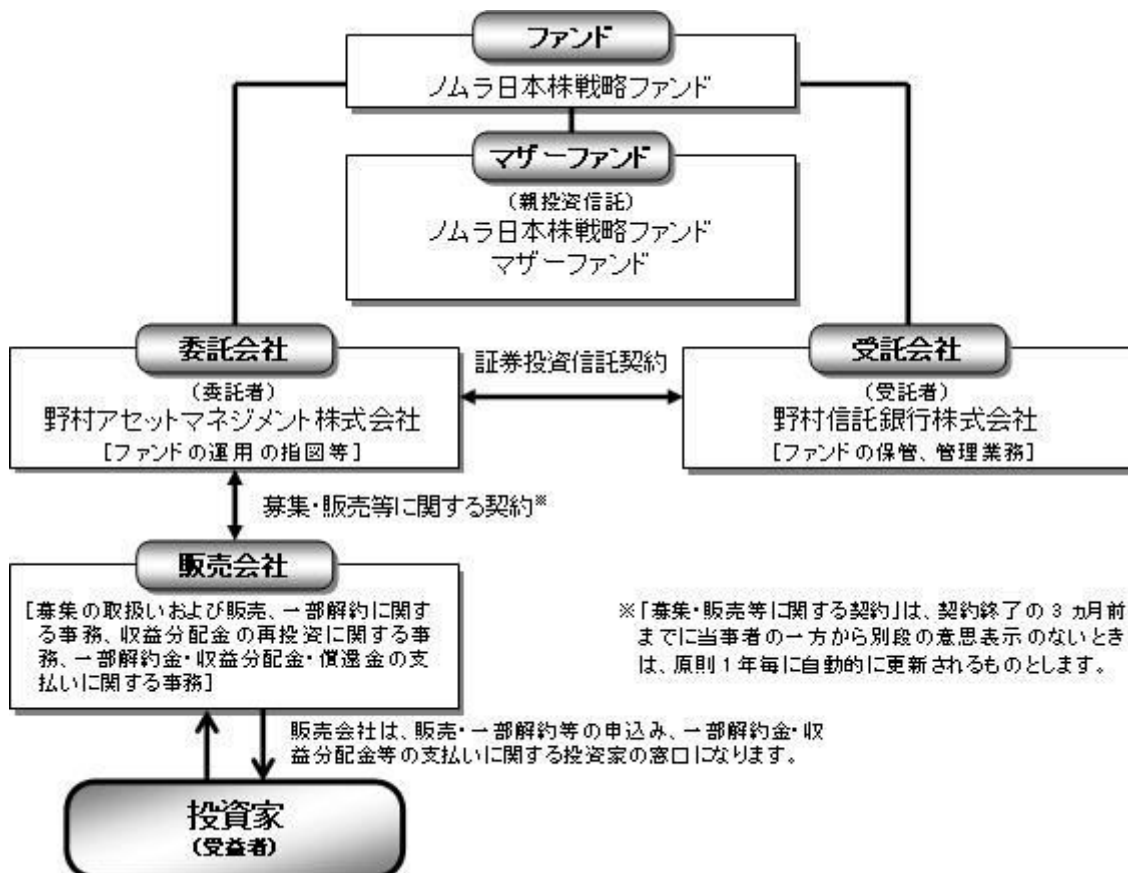 ファンド
ノムラ日本株戦略ファンド
マザーファンド
(親投資信託)
ノムラ日本株戦略ファンド
マザーファンド
委託会社
(委託者)
野村アセットマネジメント株式会社
[ファンドの運用の指図等]
証券投資信託契約
受託会社
(受託者)
野村信託銀行株式会社
[ファンドの保管、管理業務]
募集・販売等に関する契約※
販売会社
[募集の取扱いおよび販売、一部解約に関す
る事務、収益分配金の再投資に関する事
務、一部解約金・収益分配金・償還金の支
払いに関する事務]
※「募集・販売等に関する契約」は、契約終了の3ヵ月前
までに当事者の一方から別段の意思表示のないとき
は、原則1年毎に自動的に更新されるものとします。
販売会社は、販売・一部解約等の申込み、一部解約金・収
益分配金等の支払いに関する投資家の窓口になります。
投資家
(受益者)